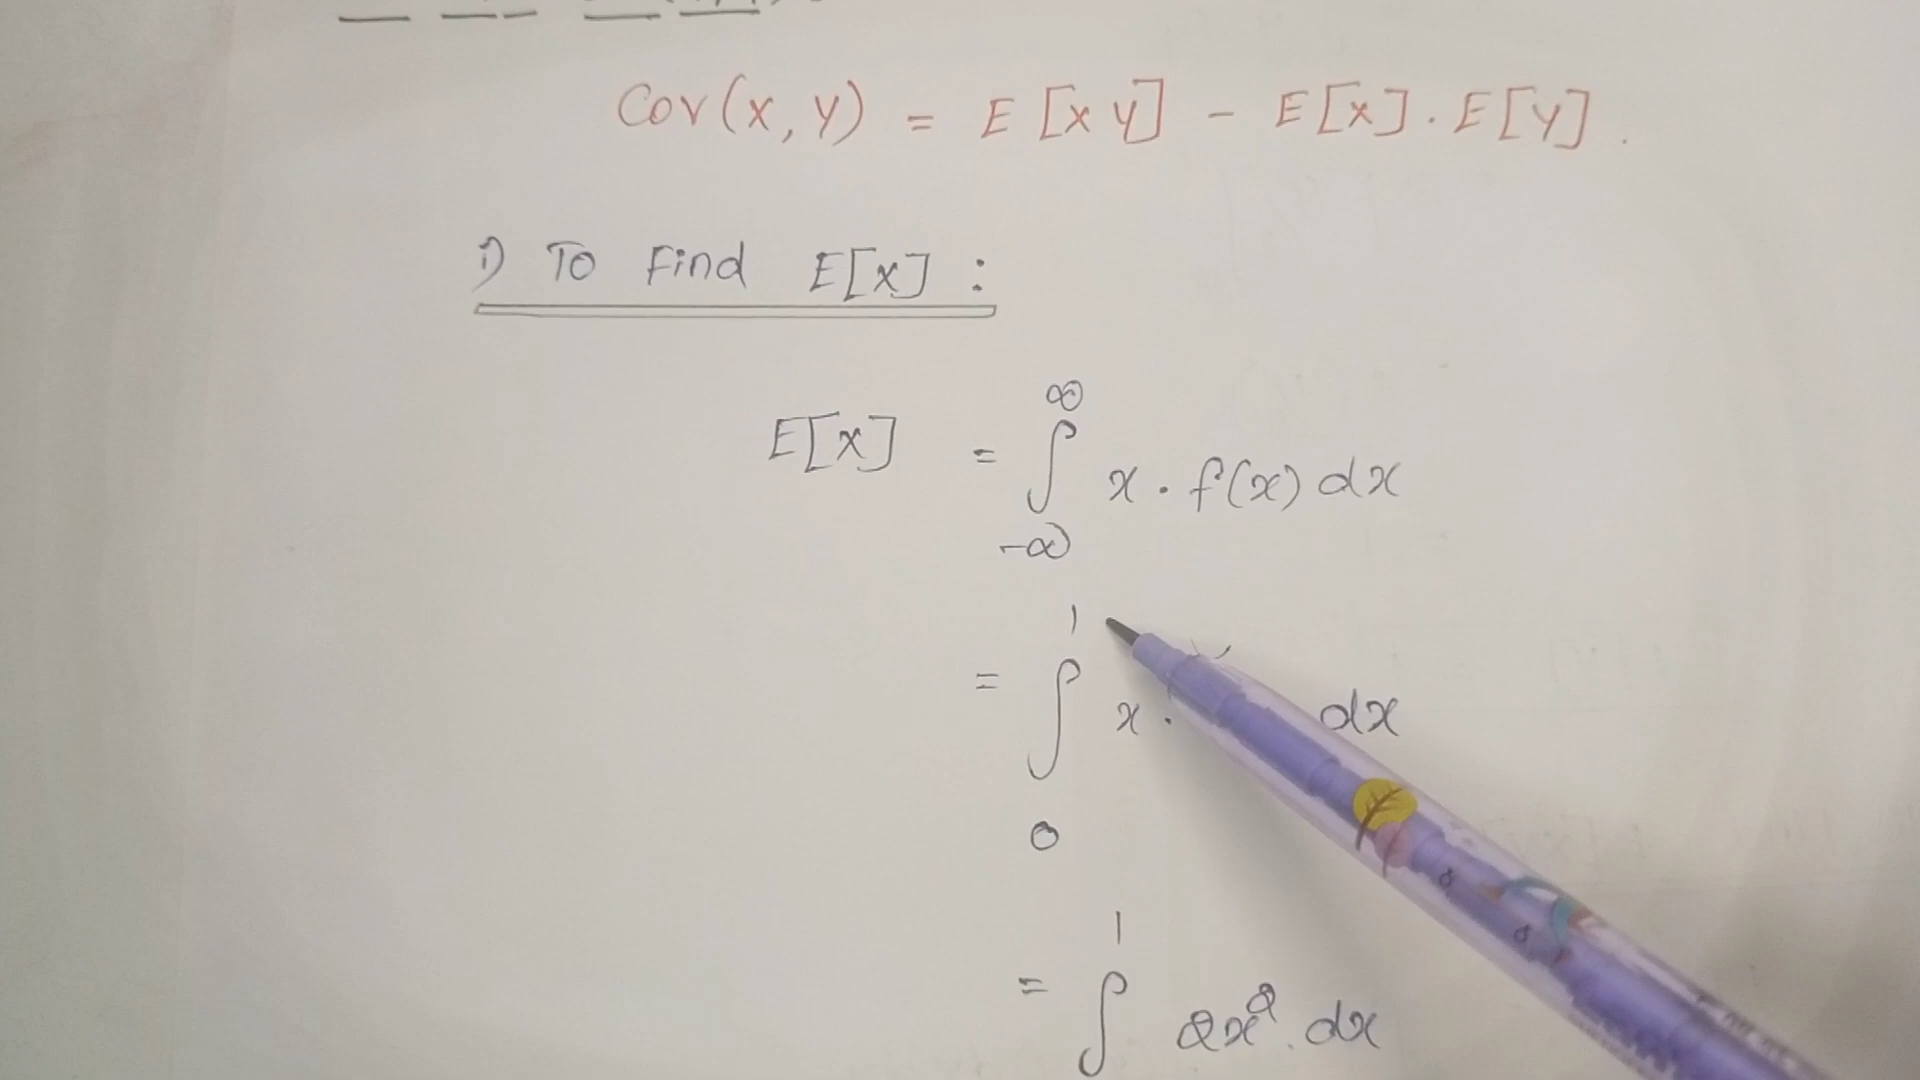 Cov(x, y) = E[xy] - E[x] . E[y] .
1) To Find E[x] :
∞
E[x] = ∫ x . f(x) dx
-∞
1
= ∫ x . dx
0
1
= ∫ 2x² . dx